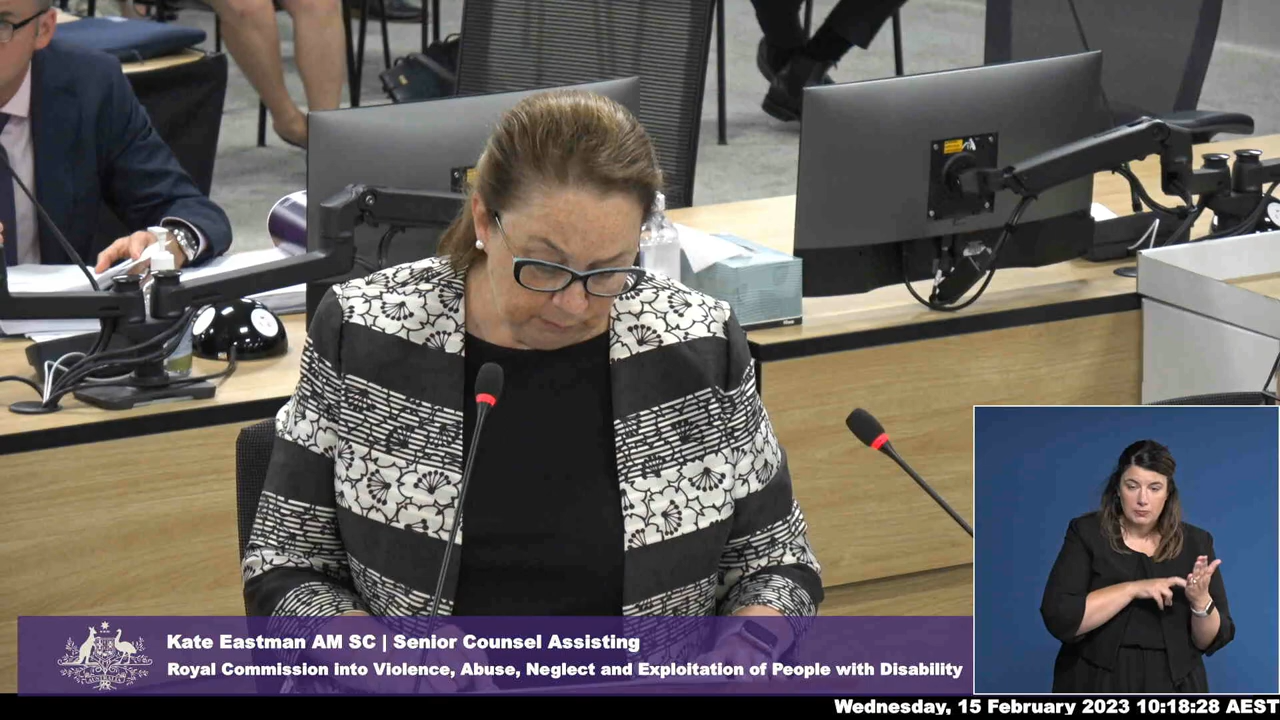 Kate Eastman AM SC | Senior Counsel Assisting
Royal Commission into Violence, Abuse, Neglect and Exploitation of People with Disability
Wednesday, 15 February 2023 10:18:28 AEST